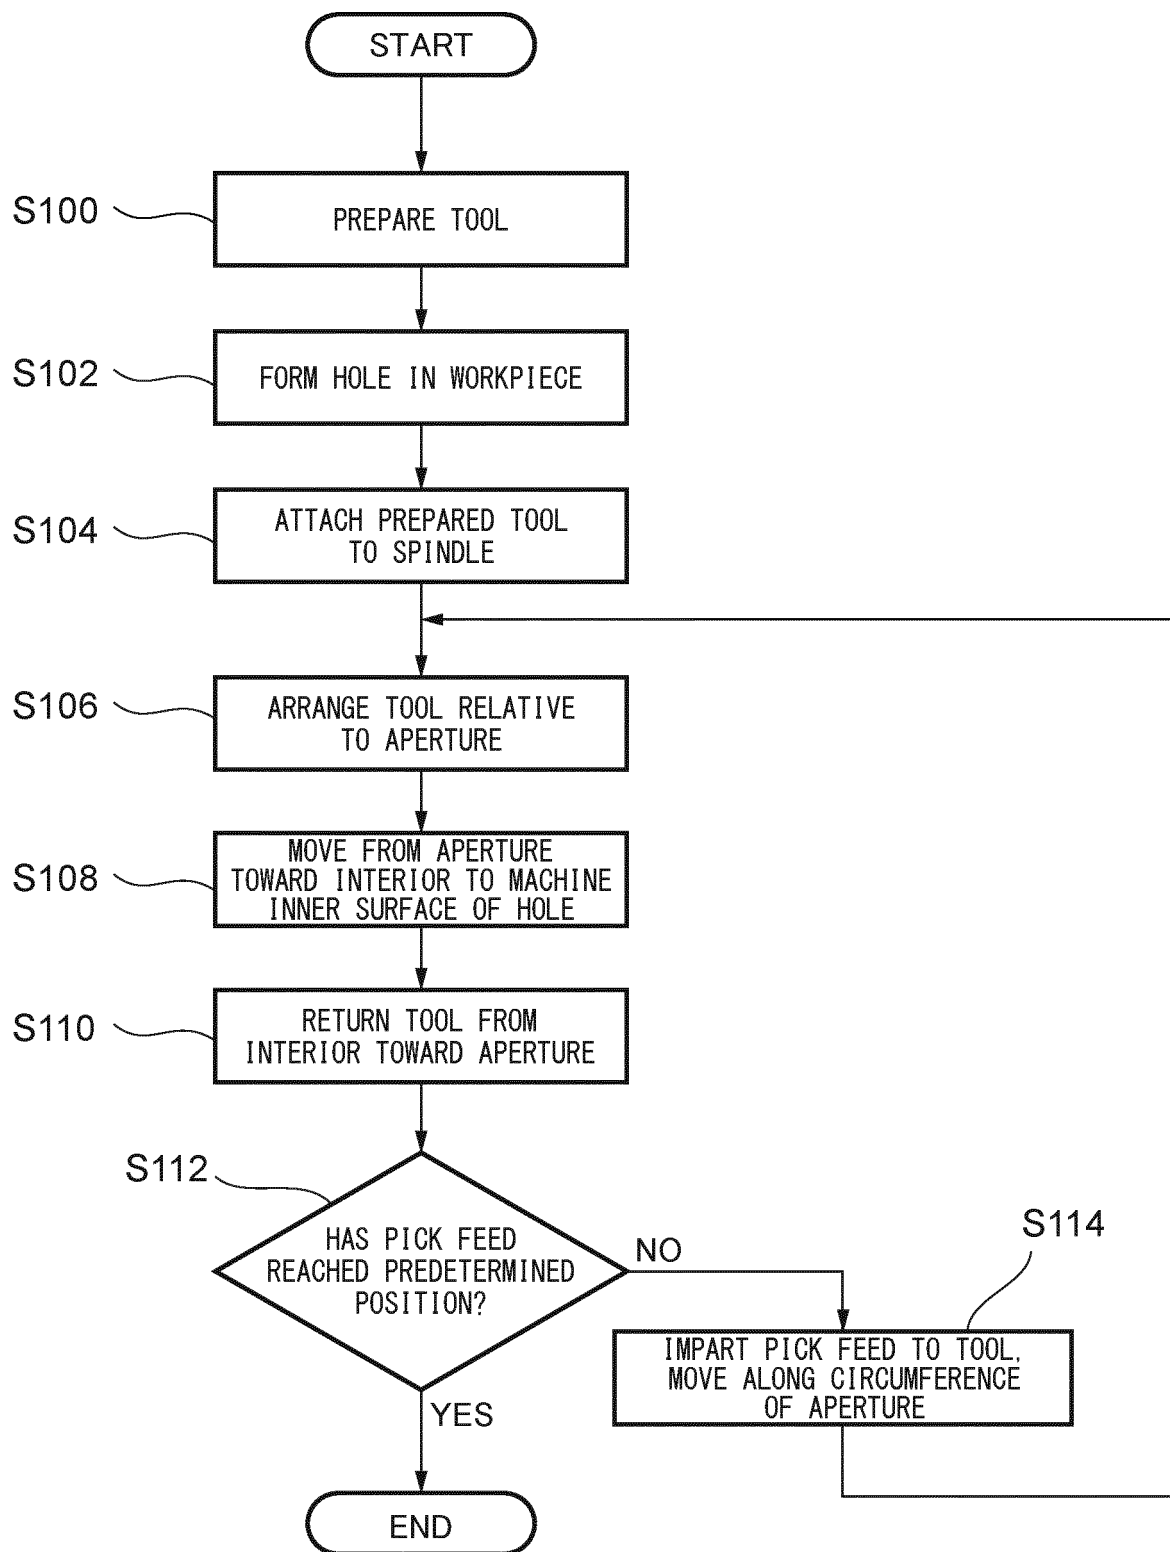 START
S100
PREPARE TOOL
S102
FORM HOLE IN WORKPIECE
S104
ATTACH PREPARED TOOL
TO SPINDLE
S106
ARRANGE TOOL RELATIVE
TO APERTURE
S108
MOVE FROM APERTURE
TOWARD INTERIOR TO MACHINE
INNER SURFACE OF HOLE
S110
RETURN TOOL FROM
INTERIOR TOWARD APERTURE
S112
HAS PICK FEED
REACHED PREDETERMINED
POSITION?
NO
S114
IMPART PICK FEED TO TOOL,
MOVE ALONG CIRCUMFERENCE
OF APERTURE
YES
END